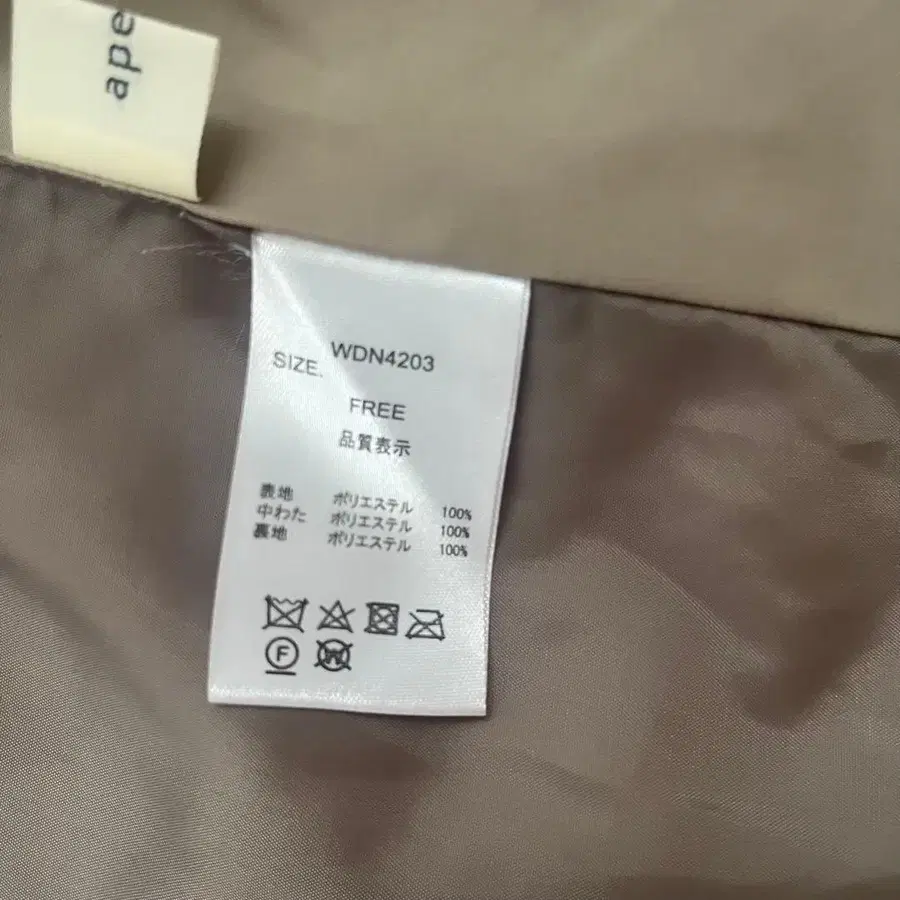 ape
WDN4203
SIZE.
FREE
品質表示
表地 ポリエステル 100%
中わた ポリエステル 100%
裏地 ポリエステル 100%
F W